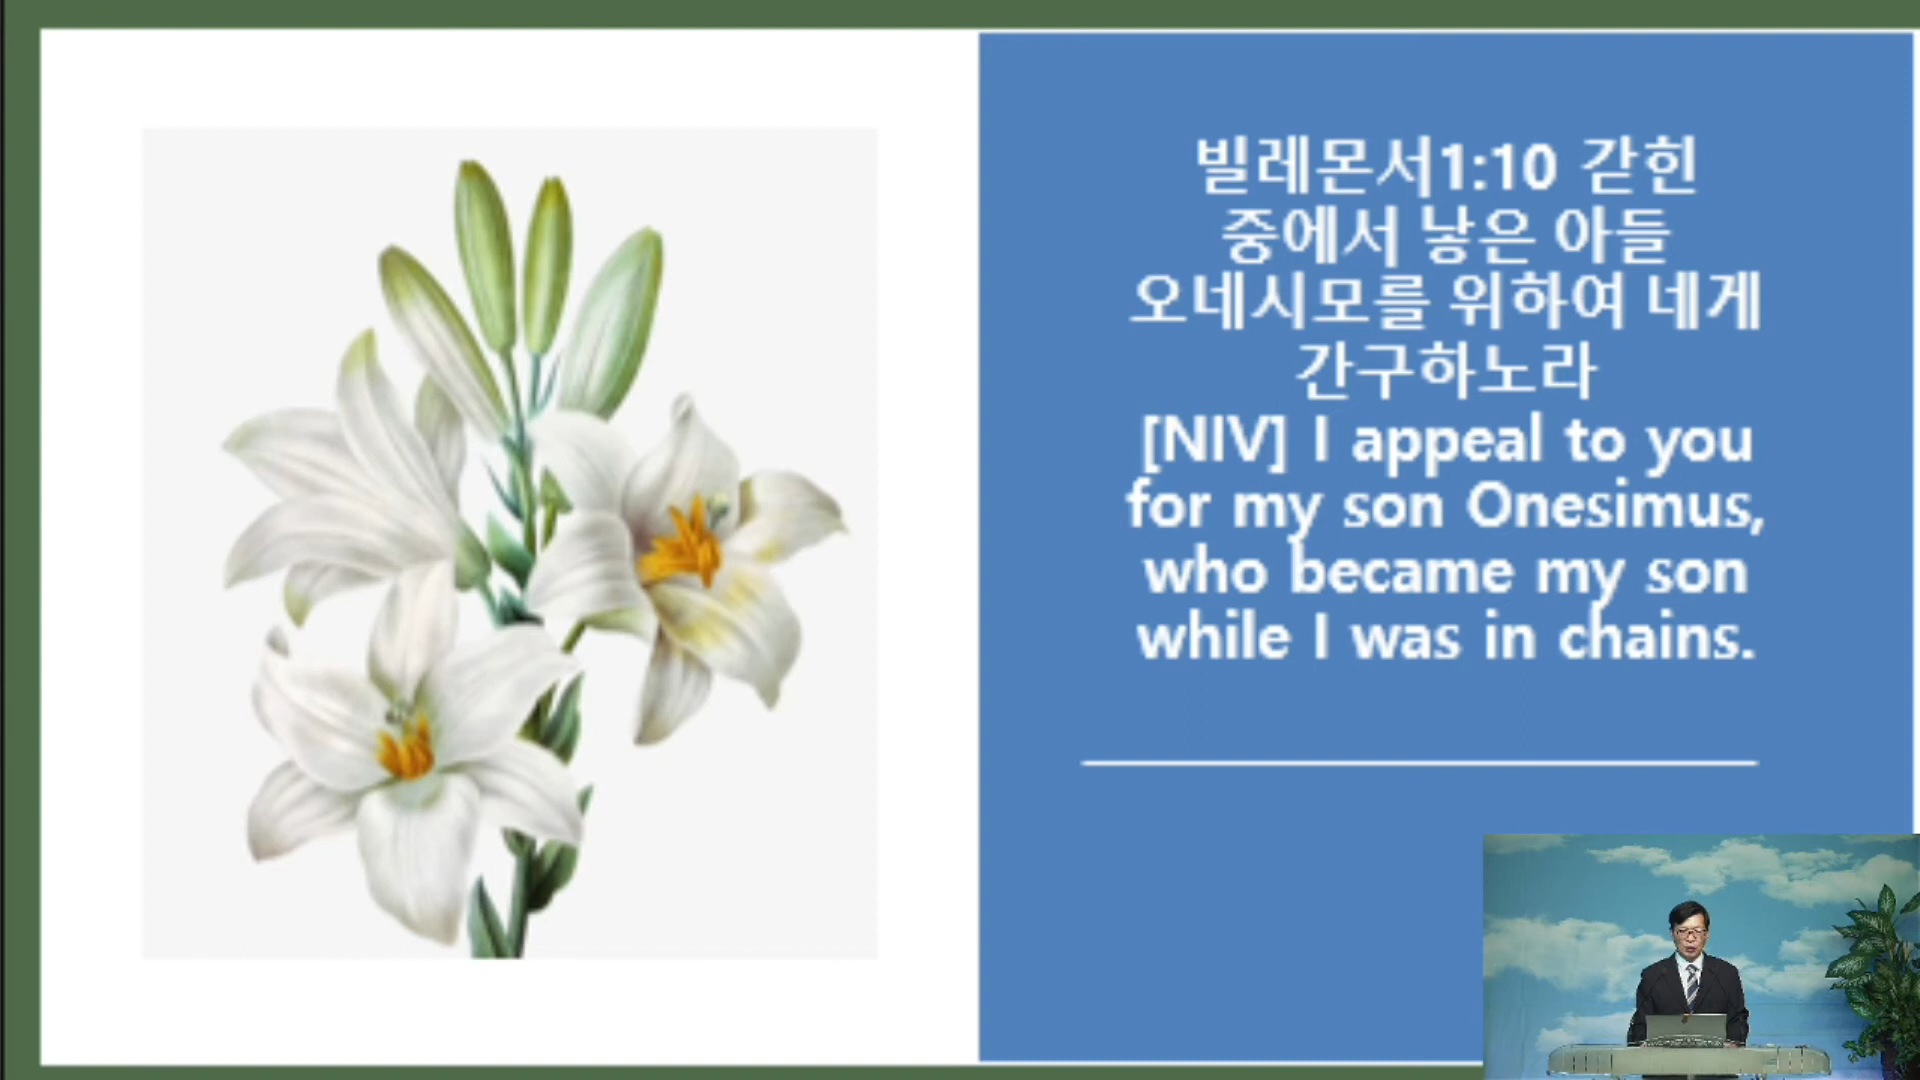 빌레몬서1:10 갇힌
중에서 낳은 아들
오네시모를 위하여 네게
간구하노라
[NIV] I appeal to you
for my son Onesimus,
who became my son
while I was in chains.